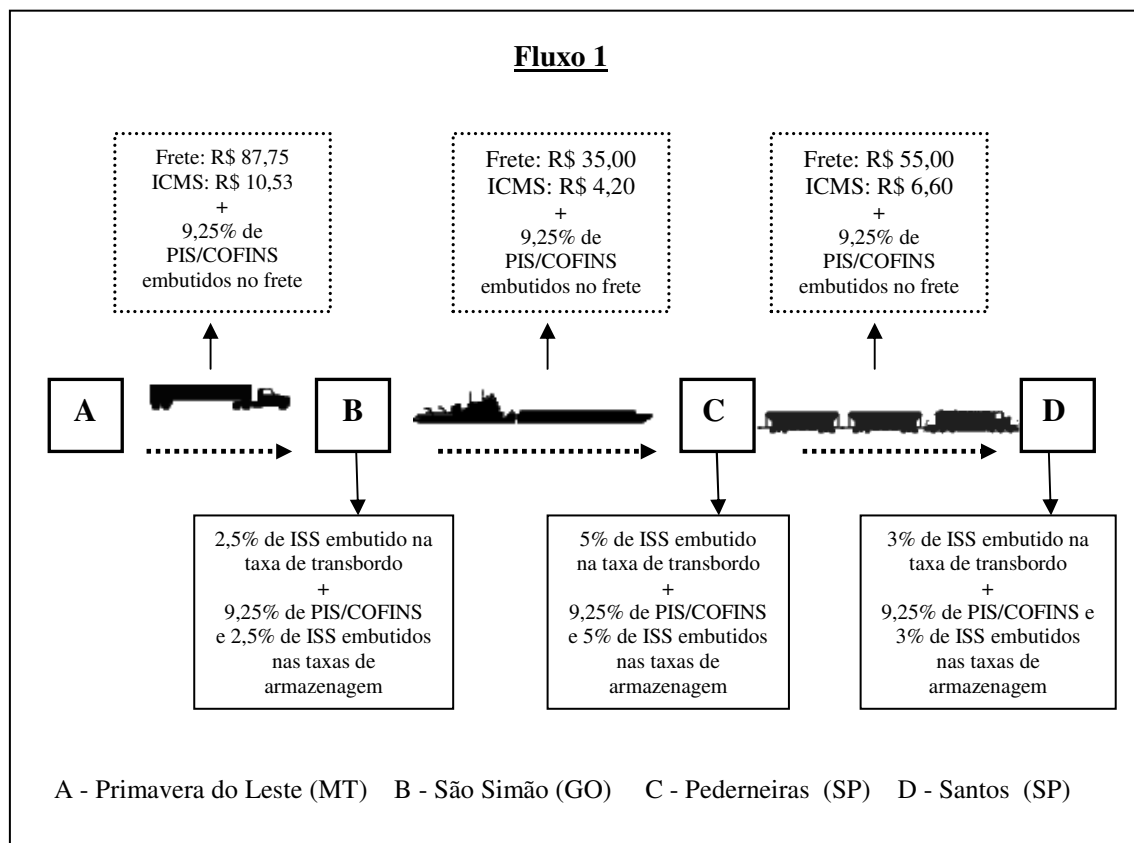 Fluxo 1
Frete: R$ 87,75
ICMS: R$ 10,53
+
9,25% de
PIS/COFINS
embutidos no frete
Frete: R$ 35,00
ICMS: R$ 4,20
+
9,25% de
PIS/COFINS
embutidos no frete
Frete: R$ 55,00
ICMS: R$ 6,60
+
9,25% de
PIS/COFINS
embutidos no frete
A
B
C
D
2,5% de ISS embutido na
taxa de transbordo
+
9,25% de PIS/COFINS
e 2,5% de ISS embutidos
nas taxas de
armazenagem
5% de ISS embutido
na taxa de transbordo
+
9,25% de PIS/COFINS
e 5% de ISS embutidos
nas taxas de
armazenagem
3% de ISS embutido na
taxa de transbordo
+
9,25% de PIS/COFINS e
3% de ISS embutidos
nas taxas de
armazenagem
A - Primavera do Leste (MT) B - São Simão (GO) C - Pederneiras (SP) D - Santos (SP)